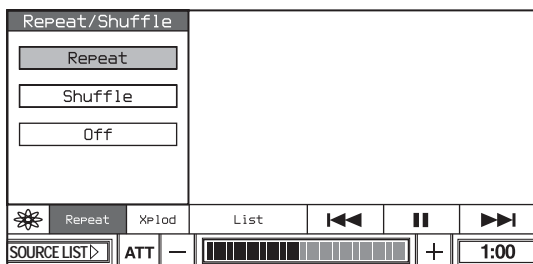 Repeat/Shuffle
Repeat
Shuffle
Off
Repeat Xplod List
SOURCE LIST ATT − + 1:00